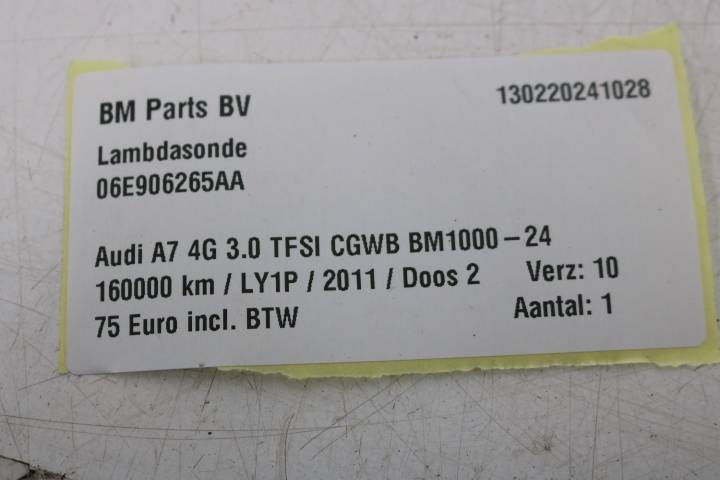 BM Parts BV 130220241028
Lambdasonde
06E906265AA
Audi A7 4G 3.0 TFSI CGWB BM1000-24
160000 km / LY1P / 2011 / Doos 2 Verz: 10
75 Euro incl. BTW Aantal: 1